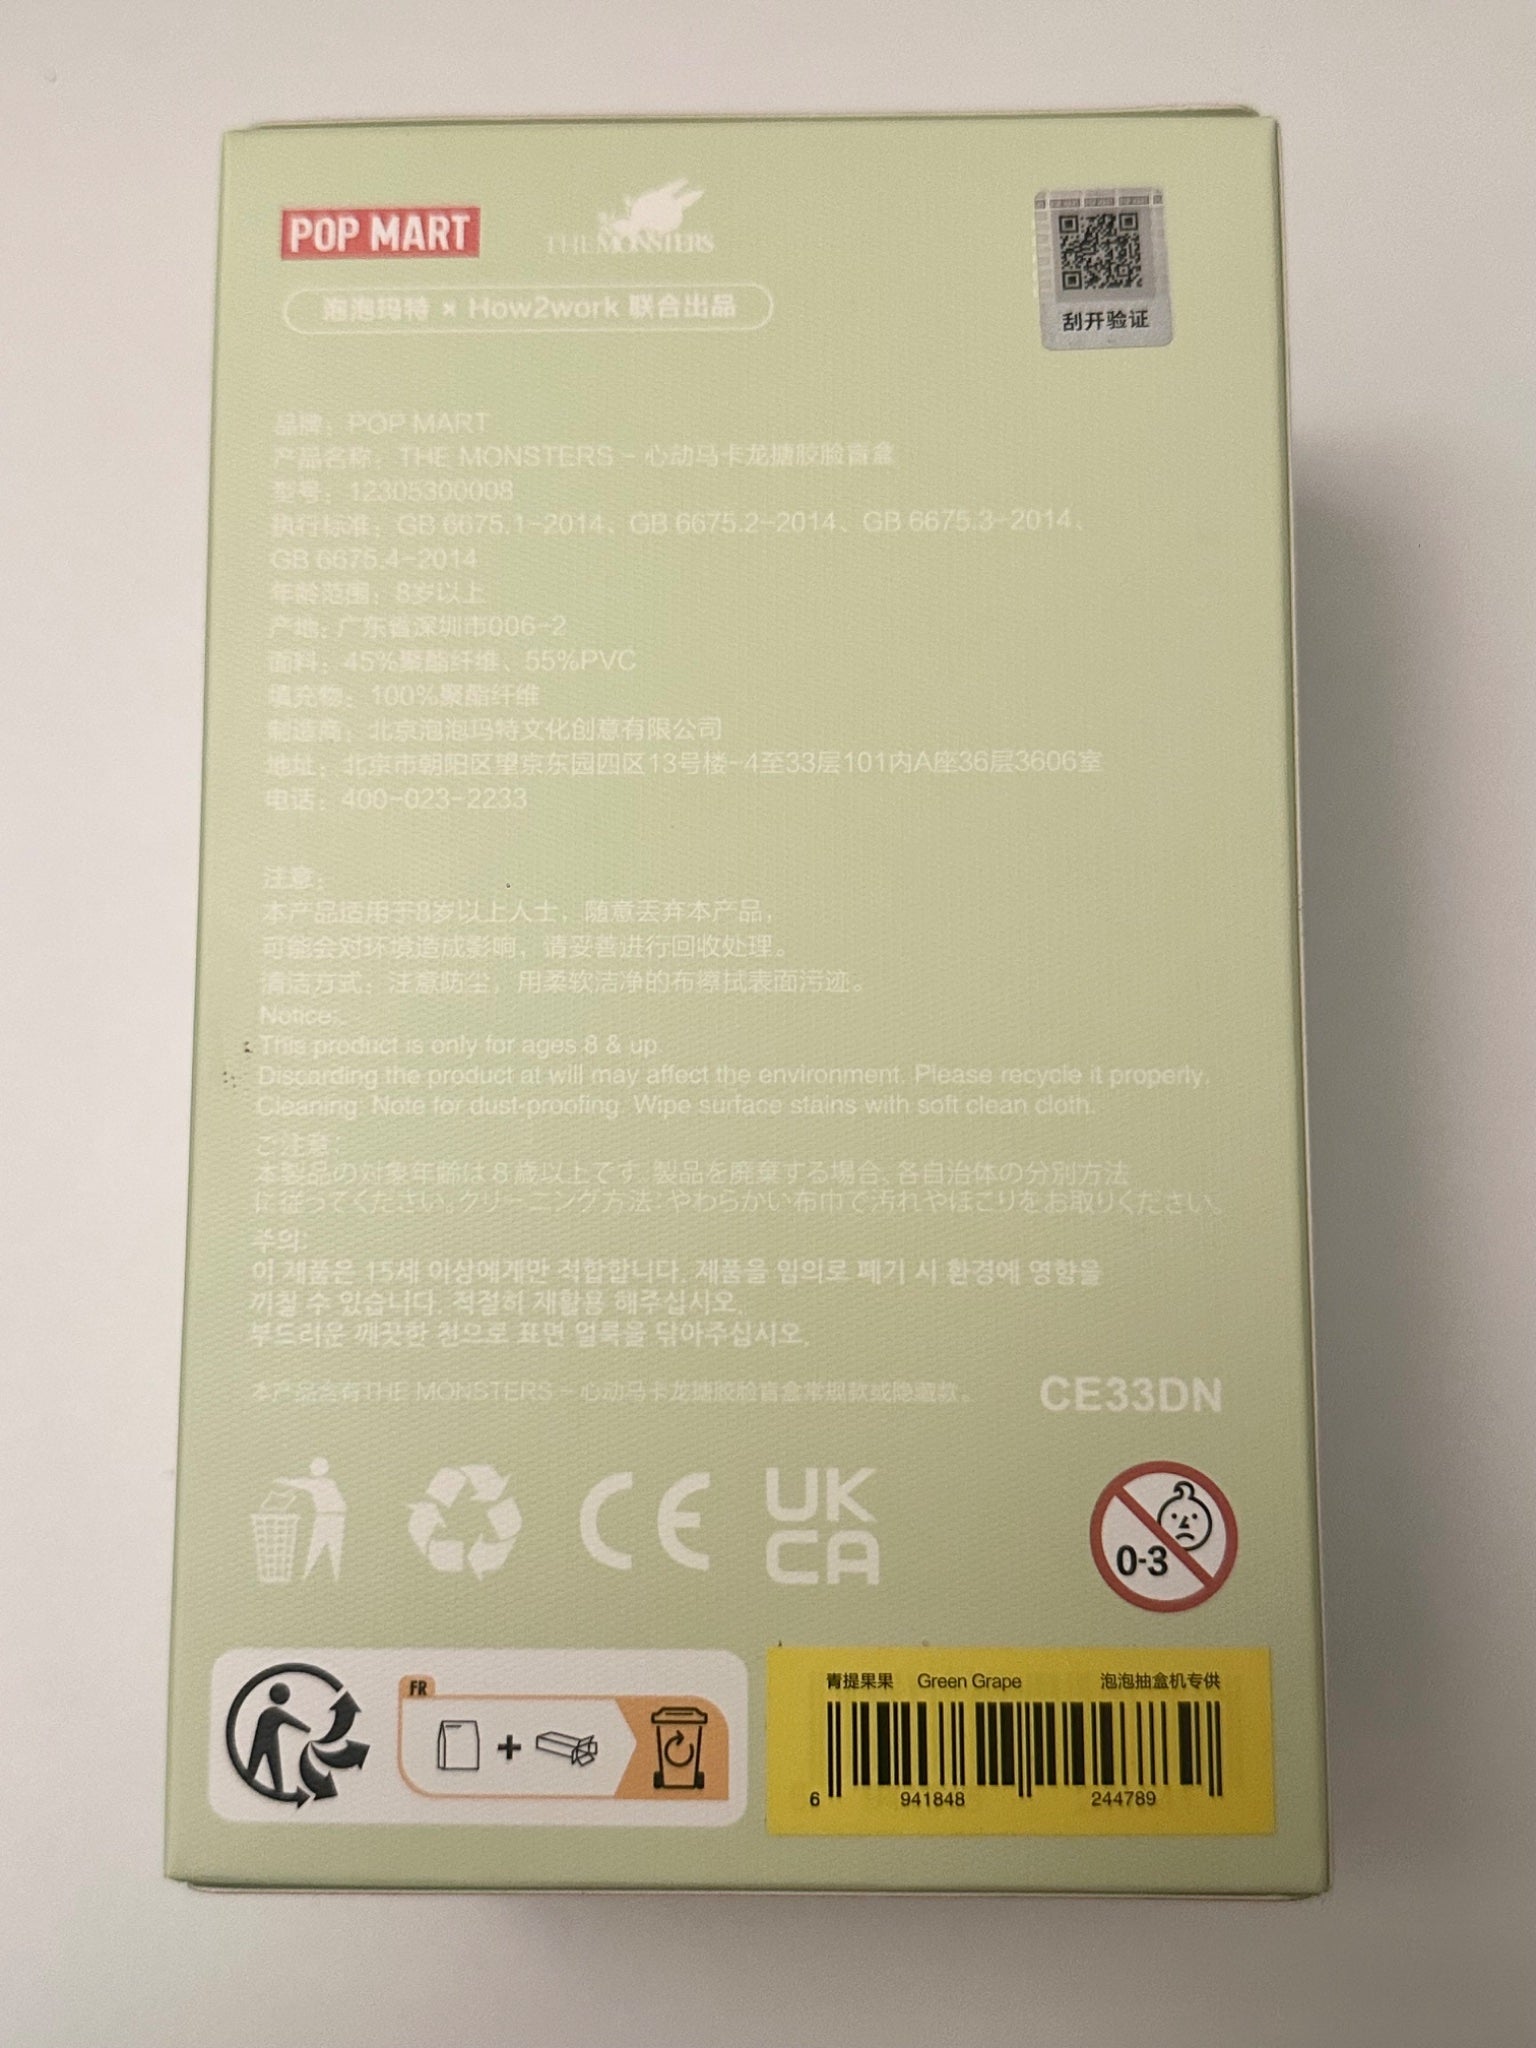 POP MART
THE MONSTERS
泡泡玛特 × How2work 联合出品
刮开验证
品牌：POP MART
产品名称：THE MONSTERS - 心动马卡龙搪胶脸盲盒
型号：12305300008
执行标准：GB 6675.1-2014、GB 6675.2-2014、GB 6675.3-2014、
GB 6675.4-2014
年龄范围：8岁以上
产地：广东省深圳市006-2
面料：45%聚酯纤维、55%PVC
填充物：100%聚酯纤维
制造商：北京泡泡玛特文化创意有限公司
地址：北京市朝阳区望京东园四区13号楼-4至33层101内A座36层3606室
电话：400-023-2233
注意：
本产品适用于8岁以上人士，随意丢弃本产品，
可能会对环境造成影响，请妥善进行回收处理。
清洁方式：注意防尘，用柔软洁净的布擦拭表面污迹。
Notice:
This product is only for ages 8 & up.
Discarding the product at will may affect the environment. Please recycle it properly.
Cleaning: Note for dust-proofing. Wipe surface stains with soft clean cloth.
ご注意：
本製品の対象年齢は8歳以上です。製品を廃棄する場合、各自治体の分別方法
に従ってください。クリーニング方法：やわらかい布巾で汚れやほこりをお取りください。
주의:
이 제품은 15세 이상에게만 적합합니다. 제품을 임의로 폐기 시 환경에 영향을
끼칠 수 있습니다. 적절히 재활용 해주십시오.
부드러운 깨끗한 천으로 표면 얼룩을 닦아주십시오.
本产品含有THE MONSTERS - 心动马卡龙搪胶脸盲盒常规款或隐藏款。
CE33DN
CE
UK
CA
0-3
FR
青提果果 Green Grape 泡泡抽盒机专供
6 941848 244789